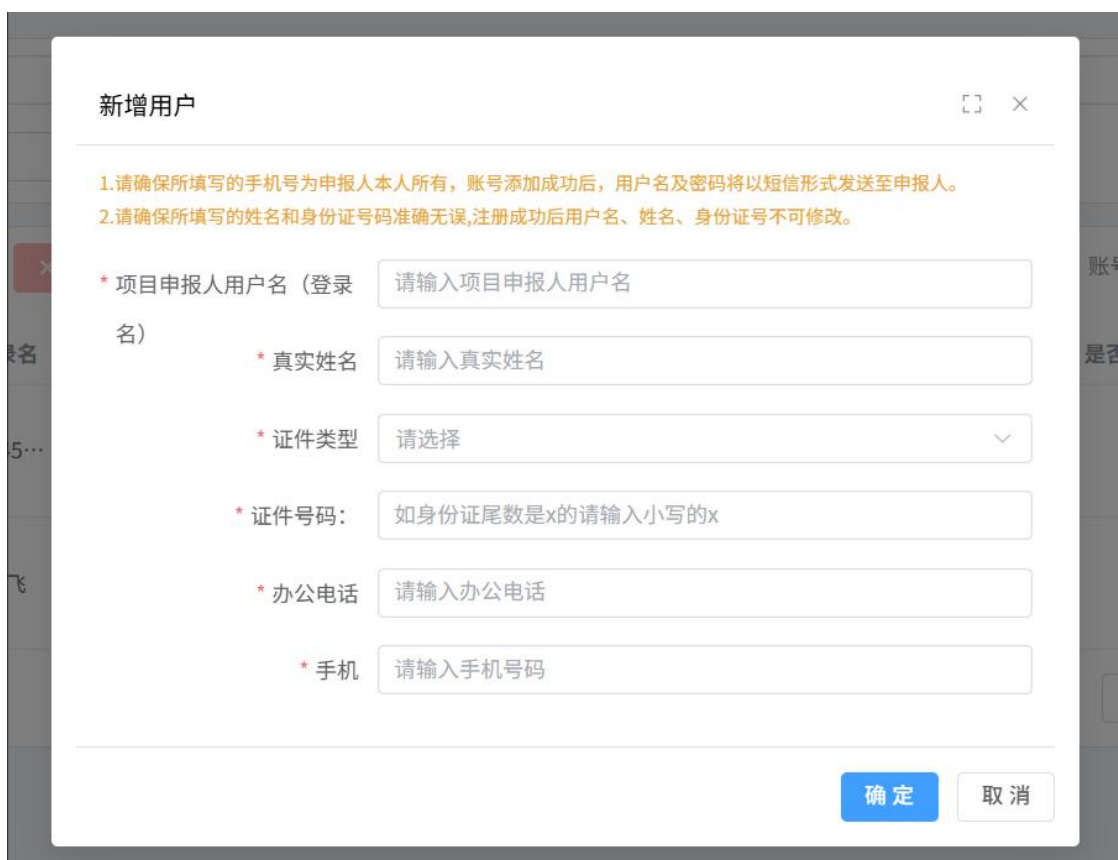 新增用户
1.请确保所填写的手机号为申报人本人所有，账号添加成功后，用户名及密码将以短信形式发送至申报人。
2.请确保所填写的姓名和身份证号码准确无误,注册成功后用户名、姓名、身份证号不可修改。
* 项目申报人用户名（登录名） 请输入项目申报人用户名
* 真实姓名 请输入真实姓名
* 证件类型 请选择
* 证件号码： 如身份证尾数是x的请输入小写的x
* 办公电话 请输入办公电话
* 手机 请输入手机号码
确定 取消
账号
录名
是否
45…
飞